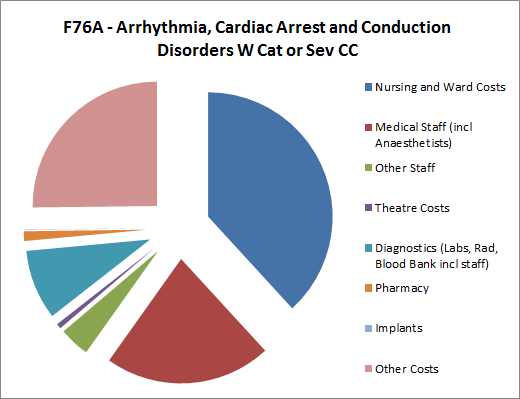 F76A - Arrhythmia, Cardiac Arrest and Conduction
Disorders W Cat or Sev CC
Nursing and Ward Costs
Medical Staff (incl
Anaesthetists)
Other Staff
Theatre Costs
Diagnostics (Labs, Rad,
Blood Bank incl staff)
Pharmacy
Implants
Other Costs